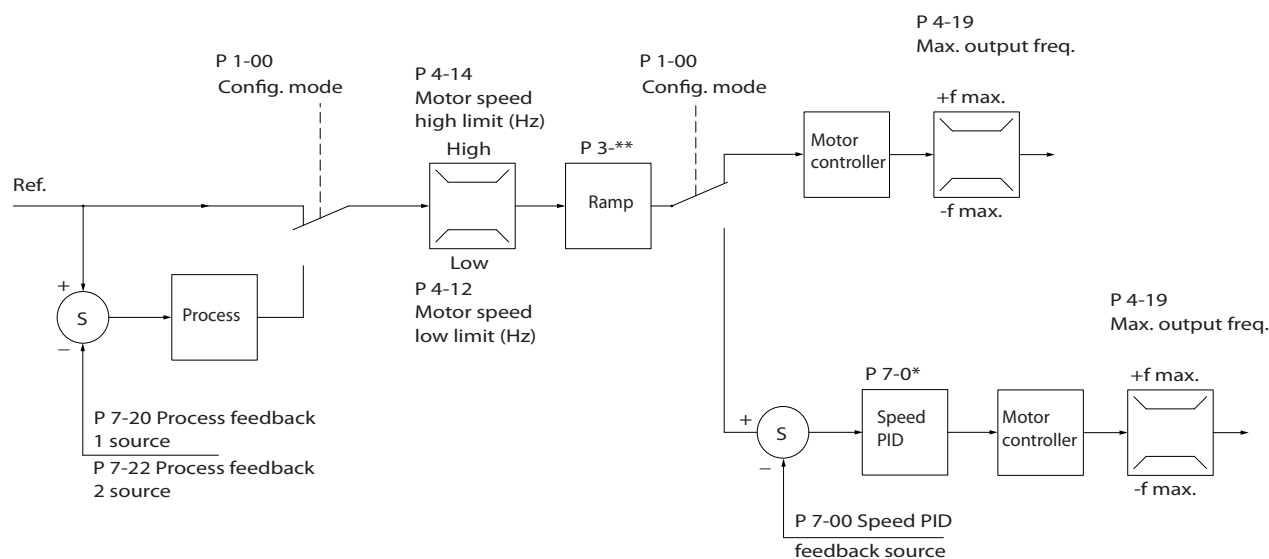 P 4-19
Max. output freq.
P 1-00
Config. mode
P 4-14
Motor speed
high limit (Hz)
P 1-00
Config. mode
+f max.
High
P 3-**
Motor
controller
Ref.
Ramp
-f max.
Low
+
P 4-12
Motor speed
low limit (Hz)
S
Process
P 4-19
Max. output freq.
–
P 7-0*
+f max.
P 7-20 Process feedback
1 source
P 7-22 Process feedback
2 source
+
S
Speed
PID
Motor
controller
–
-f max.
P 7-00 Speed PID
feedback source